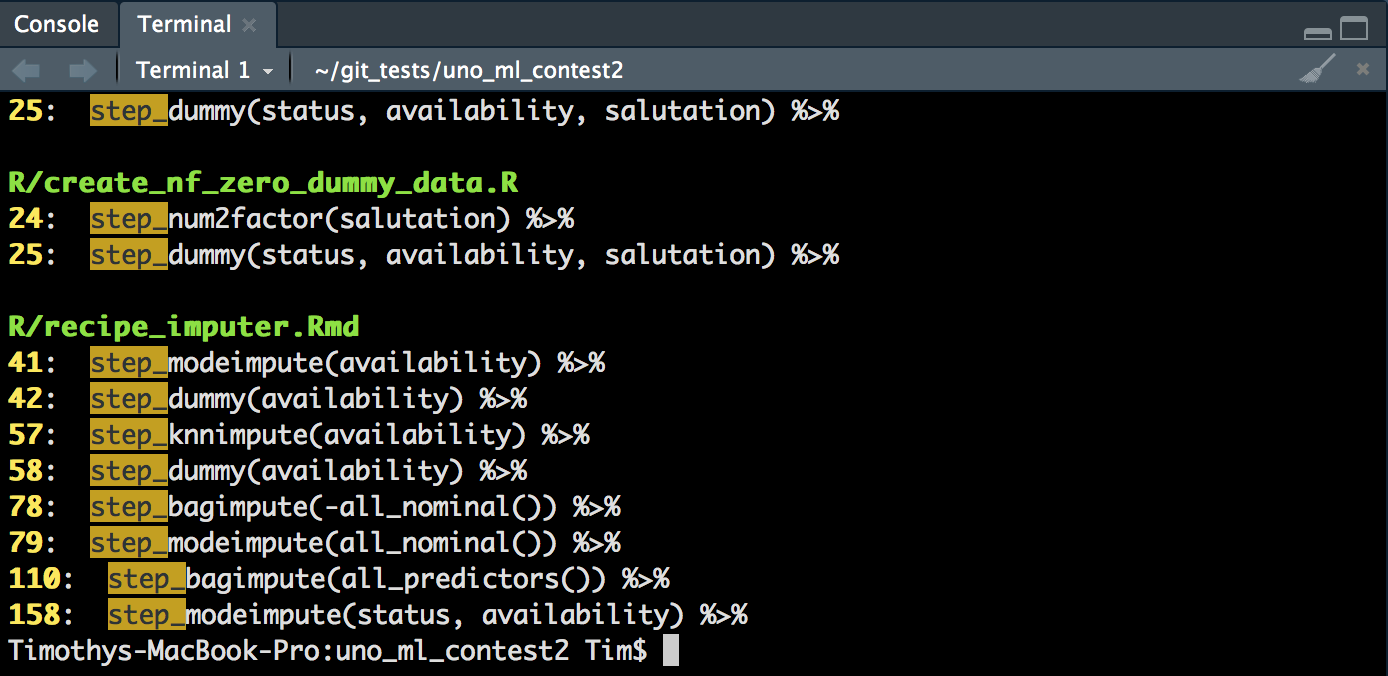 Console Terminal
Terminal 1 ~/git_tests/uno_ml_contest2
25:  step_dummy(status, availability, salutation) %>%
R/create_nf_zero_dummy_data.R
24:  step_num2factor(salutation) %>%
25:  step_dummy(status, availability, salutation) %>%
R/recipe_imputer.Rmd
41:  step_modeimpute(availability) %>%
42:  step_dummy(availability) %>%
57:  step_knnimpute(availability) %>%
58:  step_dummy(availability) %>%
78:  step_bagimpute(-all_nominal()) %>%
79:  step_modeimpute(all_nominal()) %>%
110:  step_bagimpute(all_predictors()) %>%
158:  step_modeimpute(status, availability) %>%
Timothys-MacBook-Pro:uno_ml_contest2 Tim$